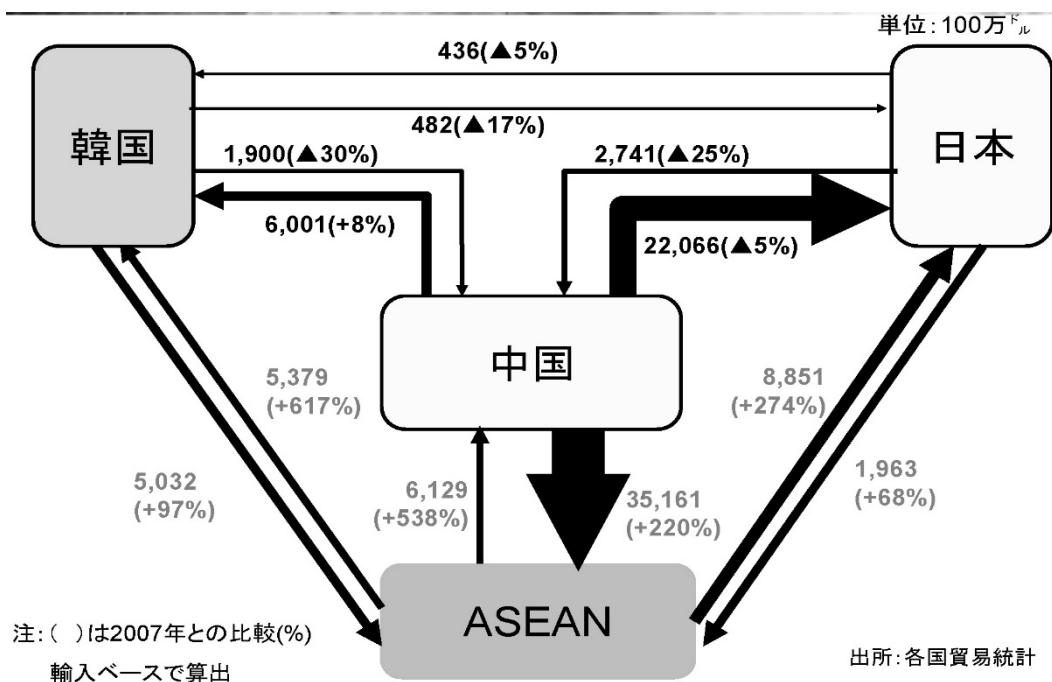 単位：100万㌦
436(▲5%)
482(▲17%)
韓国
日本
1,900(▲30%)
2,741(▲25%)
6,001(+8%)
22,066(▲5%)
中国
5,379
(+617%)
8,851
(+274%)
5,032
(+97%)
6,129
(+538%)
35,161
(+220%)
1,963
(+68%)
ASEAN
注：（　）は2007年との比較(%)
輸入ベースで算出
出所：各国貿易統計